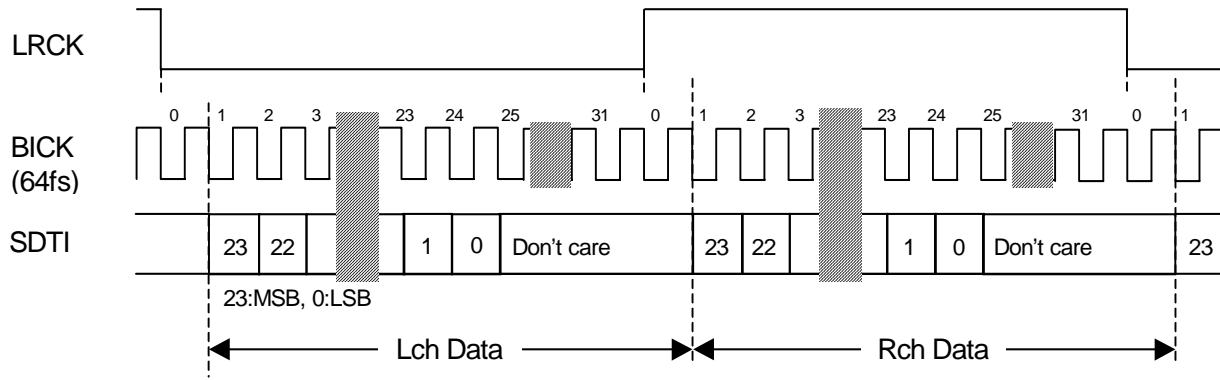 LRCK
0 1 2 3 23 24 25 31 0 1 2 3 23 24 25 31 0 1
BICK
(64fs)
SDTI
23 22 1 0 Don't care 23 22 1 0 Don't care 23
23:MSB, 0:LSB
Lch Data Rch Data